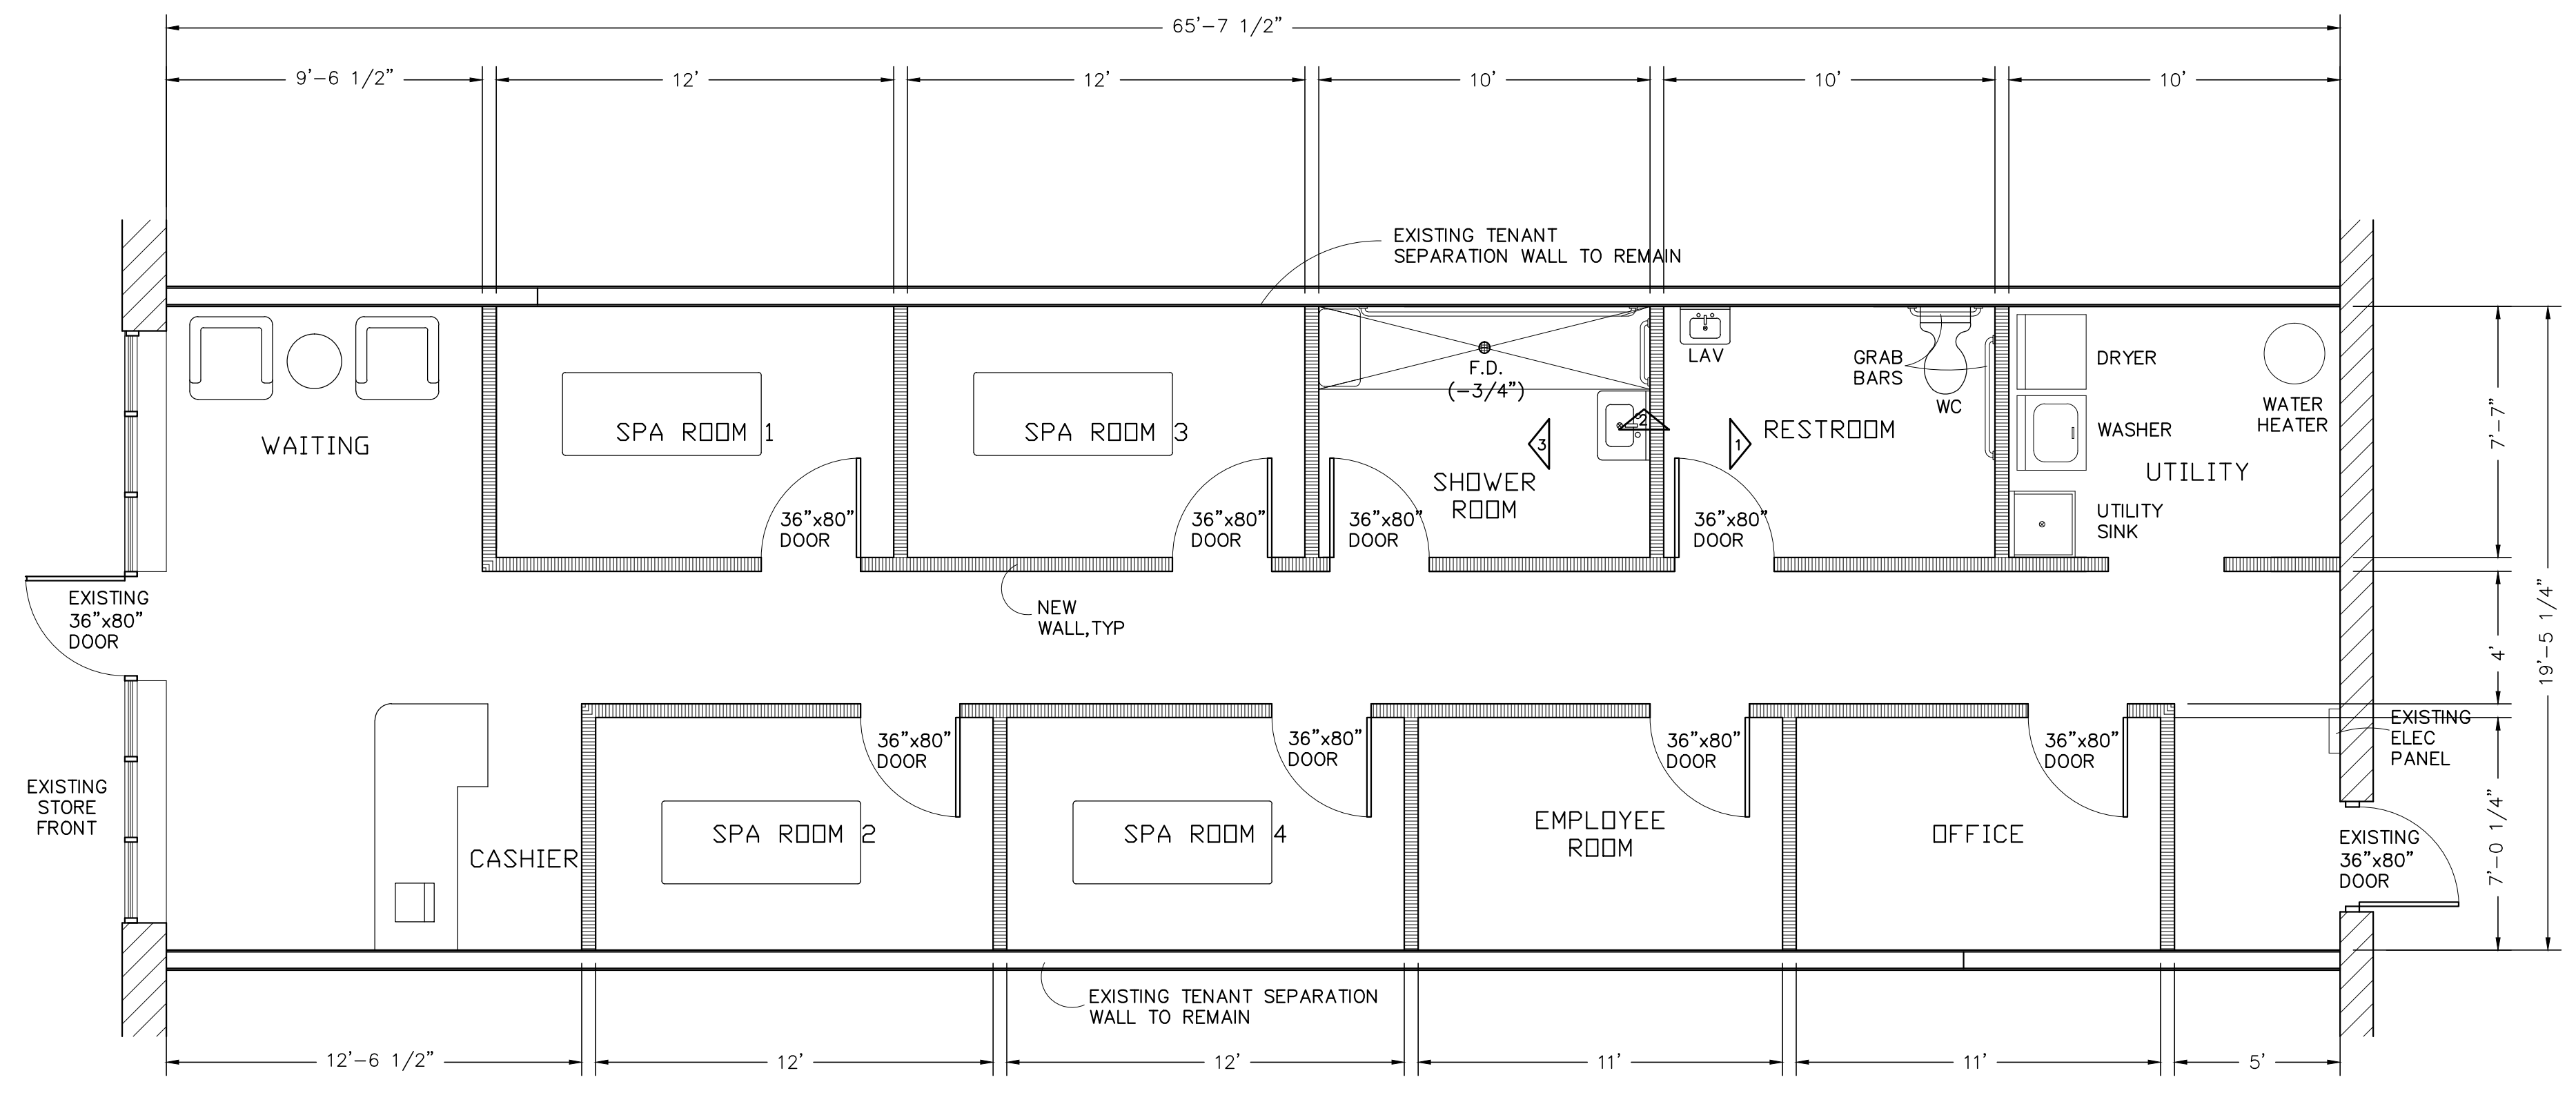 65'-7 1/2"
9'-6 1/2"
12'
12'
10'
10'
10'
EXISTING TENANT
SEPARATION WALL TO REMAIN
WAITING
SPA ROOM 1
36"x80"
DOOR
SPA ROOM 3
36"x80"
DOOR
F.D.
(-3/4")
3
2
SHOWER
ROOM
36"x80"
DOOR
LAV
GRAB
BARS
WC
1
RESTROOM
36"x80"
DOOR
DRYER
WASHER
UTILITY
SINK
WATER
HEATER
UTILITY
7'-7"
4'
19'-5 1/4"
7'-0 1/4"
EXISTING
36"x80"
DOOR
NEW
WALL,TYP
EXISTING
STORE
FRONT
CASHIER
36"x80"
DOOR
SPA ROOM 2
36"x80"
DOOR
SPA ROOM 4
36"x80"
DOOR
EMPLOYEE
ROOM
36"x80"
DOOR
OFFICE
EXISTING
ELEC
PANEL
EXISTING
36"x80"
DOOR
EXISTING TENANT SEPARATION
WALL TO REMAIN
12'-6 1/2"
12'
12'
11'
11'
5'